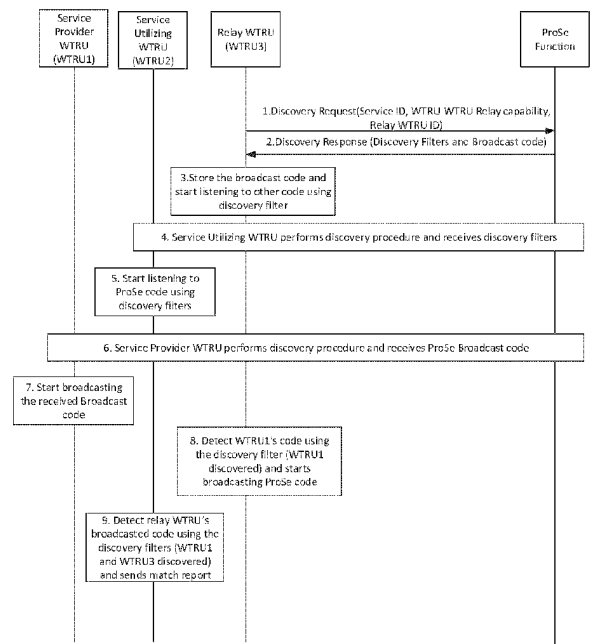 Service
Provider
WTRU
(WTRU1)
Service
Utilizing
WTRU
(WTRU2)
Relay WTRU
(WTRU3)
ProSe
Function
1.Discovery Request(Service ID, WTRU WTRU Relay capability,
Relay WTRU ID)
2.Discovery Response (Discovery Filters and Broadcast code)
3.Store the broadcast code and
start listening to other code using
discovery filter
4. Service Utilizing WTRU performs discovery procedure and receives discovery filters
5. Start listening to
ProSe code using
discovery filters
6. Service Provider WTRU performs discovery procedure and receives ProSe Broadcast code
7. Start broadcasting
the received Broadcast
code
8. Detect WTRU1's code using
the discovery filter (WTRU1
discovered) and starts
broadcasting ProSe code
9. Detect relay WTRU's
broadcasted code using the
discovery filters (WTRU1
and WTRU3 discovered)
and sends match report